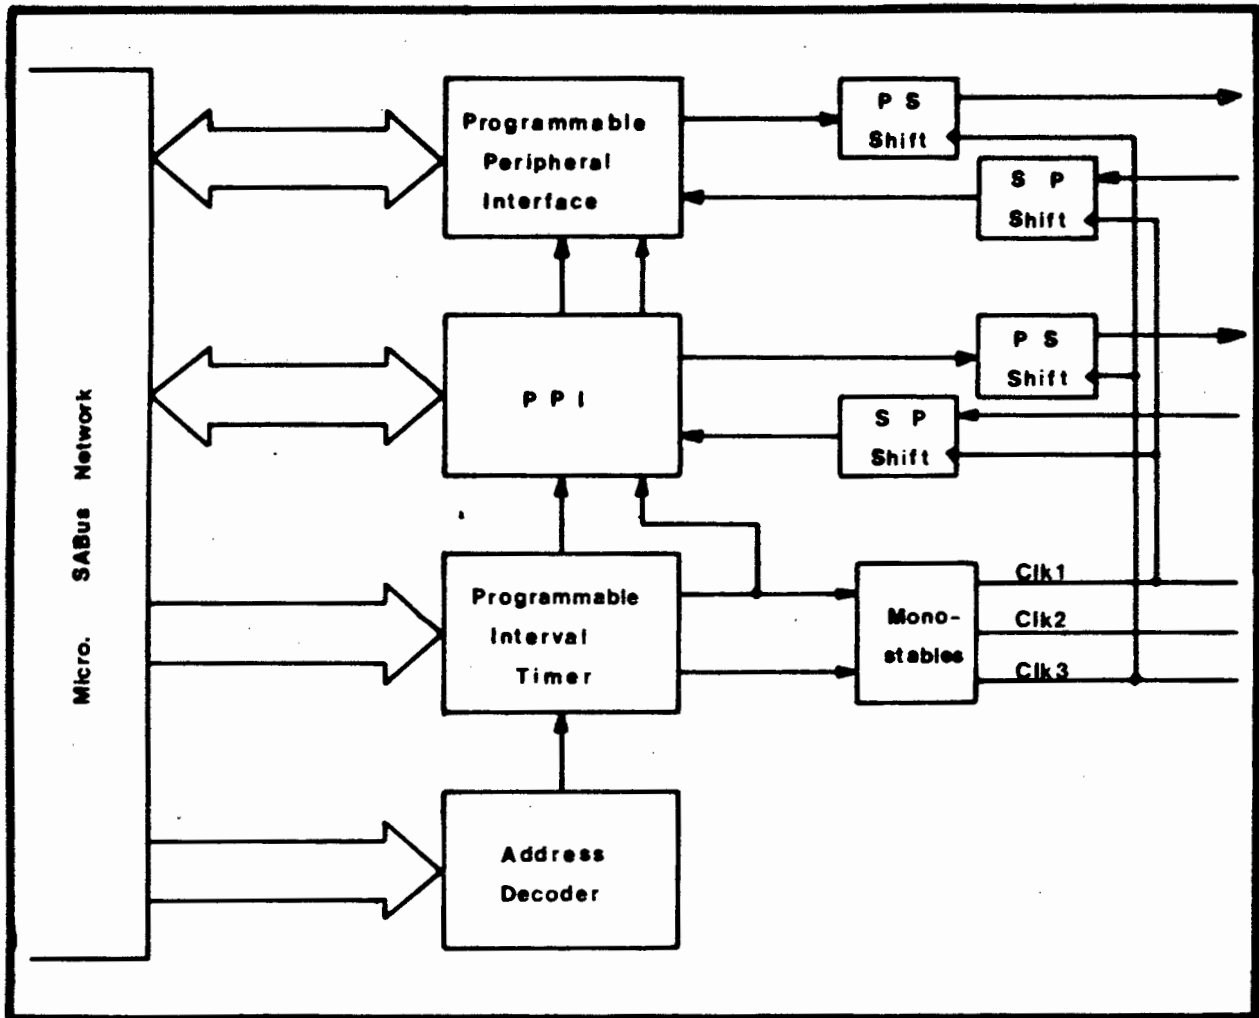 Micro. SABus Network
Programmable
Peripheral
Interface
P S
Shift
S P
Shift
P P I
P S
Shift
S P
Shift
Programmable
Interval
Timer
Mono-
stables
Clk1
Clk2
Clk3
Address
Decoder